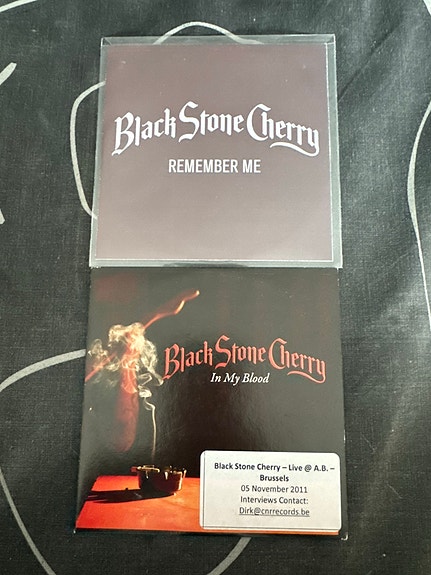 Black Stone Cherry
REMEMBER ME
Black Stone Cherry
In My Blood
Black Stone Cherry – Live @ A.B. –
Brussels
05 November 2011
Interviews Contact:
Dirk@cnrrecords.be